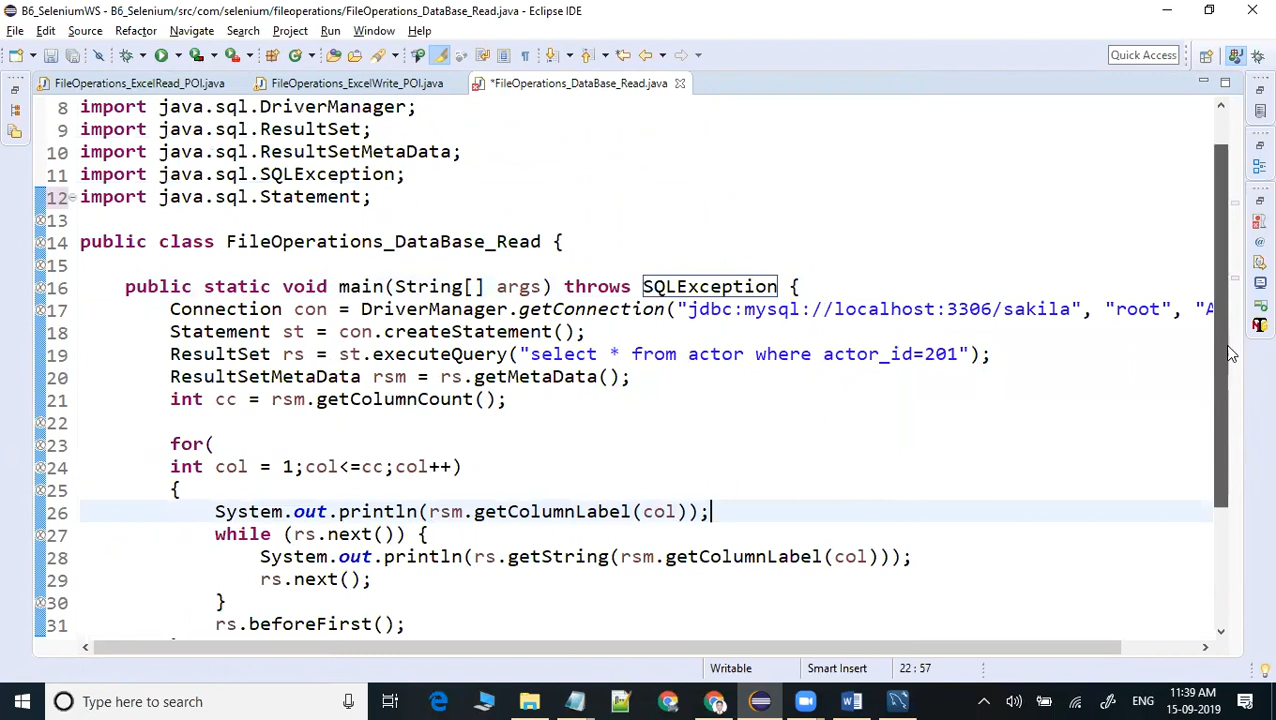 B6_SeleniumWS - B6_Selenium/src/com/selenium/fileoperations/FileOperations_DataBase_Read.java - Eclipse IDE
File Edit Source Refactor Navigate Search Project Run Window Help
Quick Access
FileOperations_ExcelRead_POI.java FileOperations_ExcelWrite_POI.java *FileOperations_DataBase_Read.java
8 import java.sql.DriverManager;
9 import java.sql.ResultSet;
10 import java.sql.ResultSetMetaData;
11 import java.sql.SQLException;
12 import java.sql.Statement;
13
14 public class FileOperations_DataBase_Read {
15
16 public static void main(String[] args) throws SQLException {
17 Connection con = DriverManager.getConnection("jdbc:mysql://localhost:3306/sakila", "root", "A
18 Statement st = con.createStatement();
19 ResultSet rs = st.executeQuery("select * from actor where actor_id=201");
20 ResultSetMetaData rsm = rs.getMetaData();
21 int cc = rsm.getColumnCount();
22
23 for(
24 int col = 1;col<=cc;col++)
25 {
26 System.out.println(rsm.getColumnLabel(col));
27 while (rs.next()) {
28 System.out.println(rs.getString(rsm.getColumnLabel(col)));
29 rs.next();
30 }
31 rs.beforeFirst();
Writable Smart Insert 22 : 57
Type here to search
ENG
11:39 AM
15-09-2019